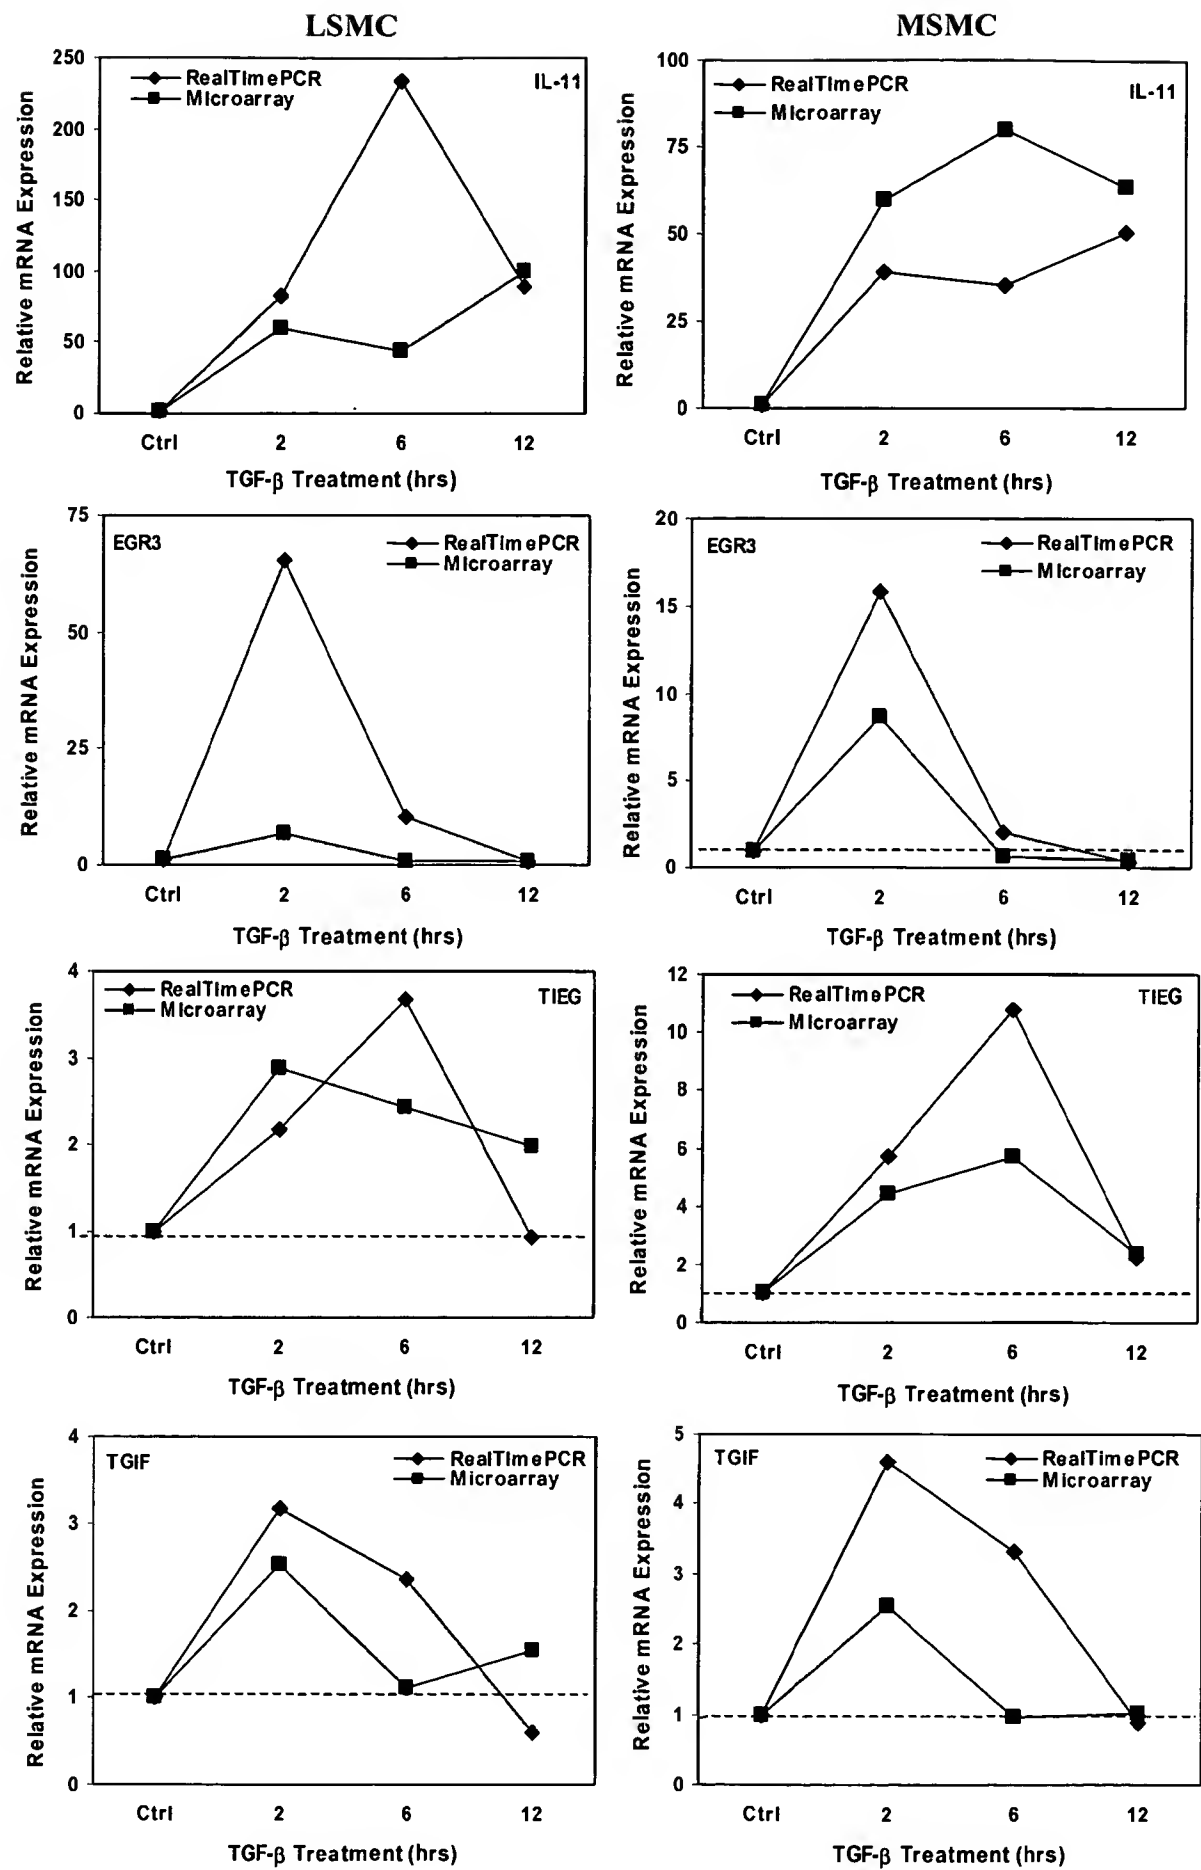 LSMC
MSMC
250
200
150
100
50
0
RealTimePCR
Microarray
IL-11
Relative mRNA Expression
Ctrl 2 6 12
TGF-β Treatment (hrs)
100
75
50
25
0
RealTimePCR
Microarray
IL-11
Relative mRNA Expression
Ctrl 2 6 12
TGF-β Treatment (hrs)
75
50
25
0
EGR3
RealTimePCR
Microarray
Relative mRNA Expression
Ctrl 2 6 12
TGF-β Treatment (hrs)
20
15
10
5
0
EGR3
RealTimePCR
Microarray
Relative mRNA Expression
Ctrl 2 6 12
TGF-β Treatment (hrs)
4
3
2
1
0
RealTimePCR
Microarray
TIEG
Relative mRNA Expression
Ctrl 2 6 12
TGF-β Treatment (hrs)
12
10
8
6
4
2
0
RealTimePCR
Microarray
TIEG
Relative mRNA Expression
Ctrl 2 6 12
TGF-β Treatment (hrs)
4
3
2
1
0
TGIF
RealTimePCR
Microarray
Relative mRNA Expression
Ctrl 2 6 12
TGF-β Treatment (hrs)
5
4
3
2
1
0
TGIF
RealTimePCR
Microarray
Relative mRNA Expression
Ctrl 2 6 12
TGF-β Treatment (hrs)